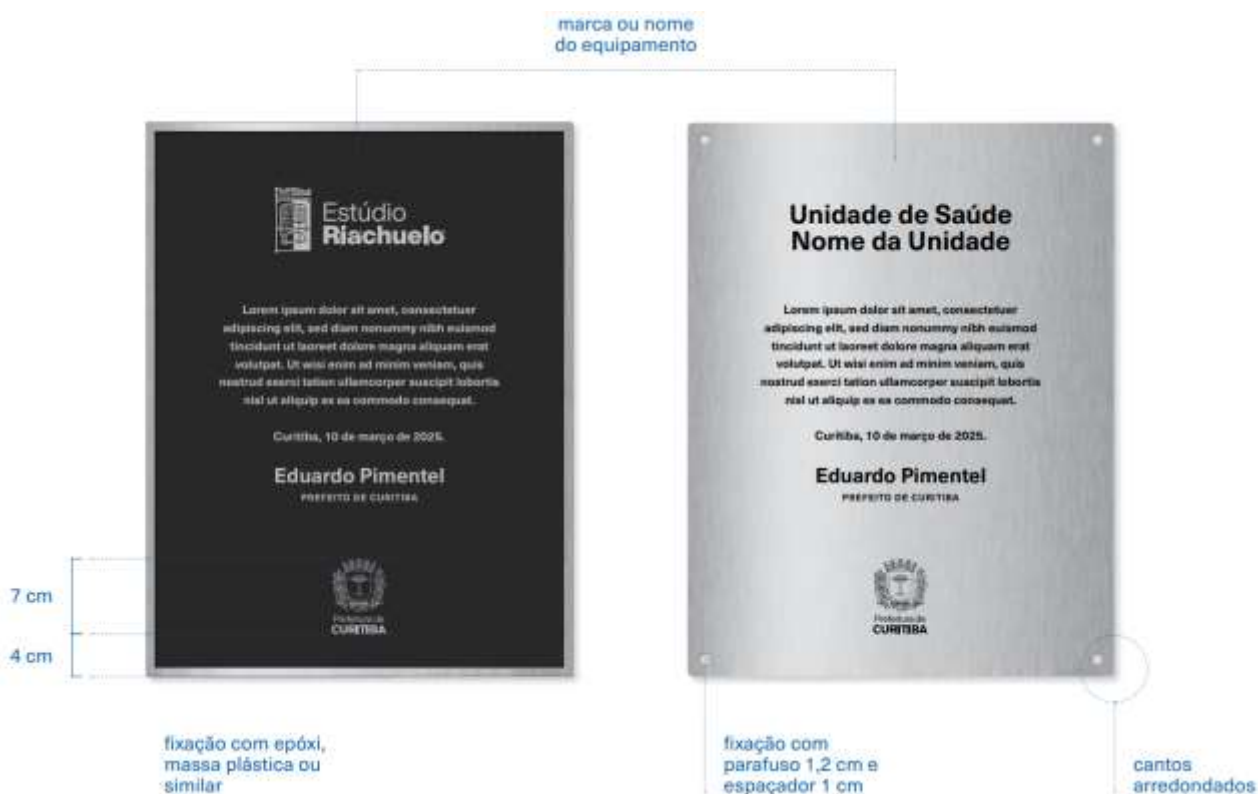 marca ou nome
do equipamento
Estúdio
Riachuelo
Lorem ipsum dolor sit amet, consectetuer
adipiscing elit, sed diam nonummy nibh euismod
tincidunt ut laoreet dolore magna aliquam erat
volutpat. Ut wisi enim ad minim veniam, quis
nostrud exerci tation ullamcorper suscipit lobortis
nisl ut aliquip ex ea commodo consequat.
Curitiba, 10 de março de 2025.
Eduardo Pimentel
PREFEITO DE CURITIBA
Prefeitura de
CURITIBA
Unidade de Saúde
Nome da Unidade
Lorem ipsum dolor sit amet, consectetuer
adipiscing elit, sed diam nonummy nibh euismod
tincidunt ut laoreet dolore magna aliquam erat
volutpat. Ut wisi enim ad minim veniam, quis
nostrud exerci tation ullamcorper suscipit lobortis
nisl ut aliquip ex ea commodo consequat.
Curitiba, 10 de março de 2025.
Eduardo Pimentel
PREFEITO DE CURITIBA
Prefeitura de
CURITIBA
7 cm
4 cm
fixação com epóxi,
massa plástica ou
similar
fixação com
parafuso 1,2 cm e
espaçador 1 cm
cantos
arredondados